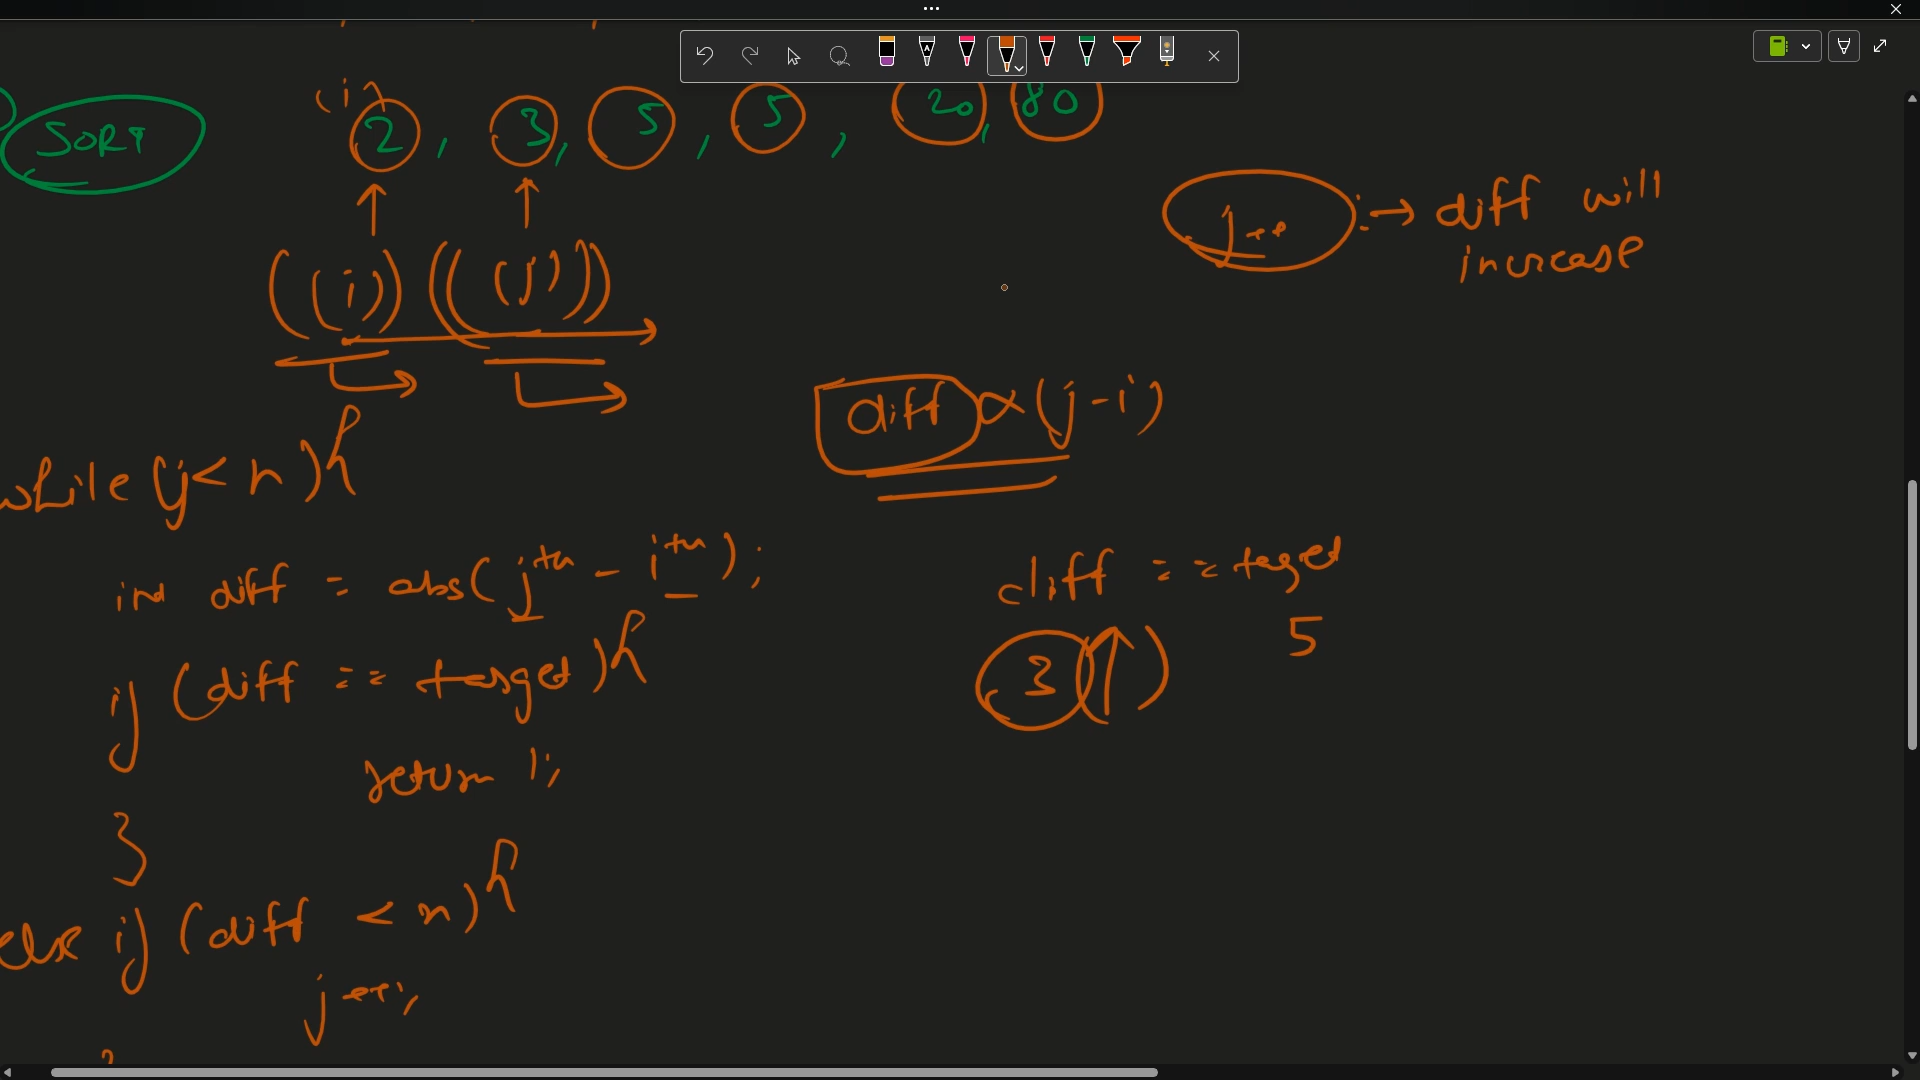 (i)
SORT 2, 3, 5, 5, 20, 80
((i)) (((j)))
j++ : → diff will
increase
diff ∝ (j-i)
while (j< n){
int diff = abs(jth - ith);
if (diff == target){
return 1;
}
else if (diff < n){
j++;
}
diff == target
3 (↑) 5